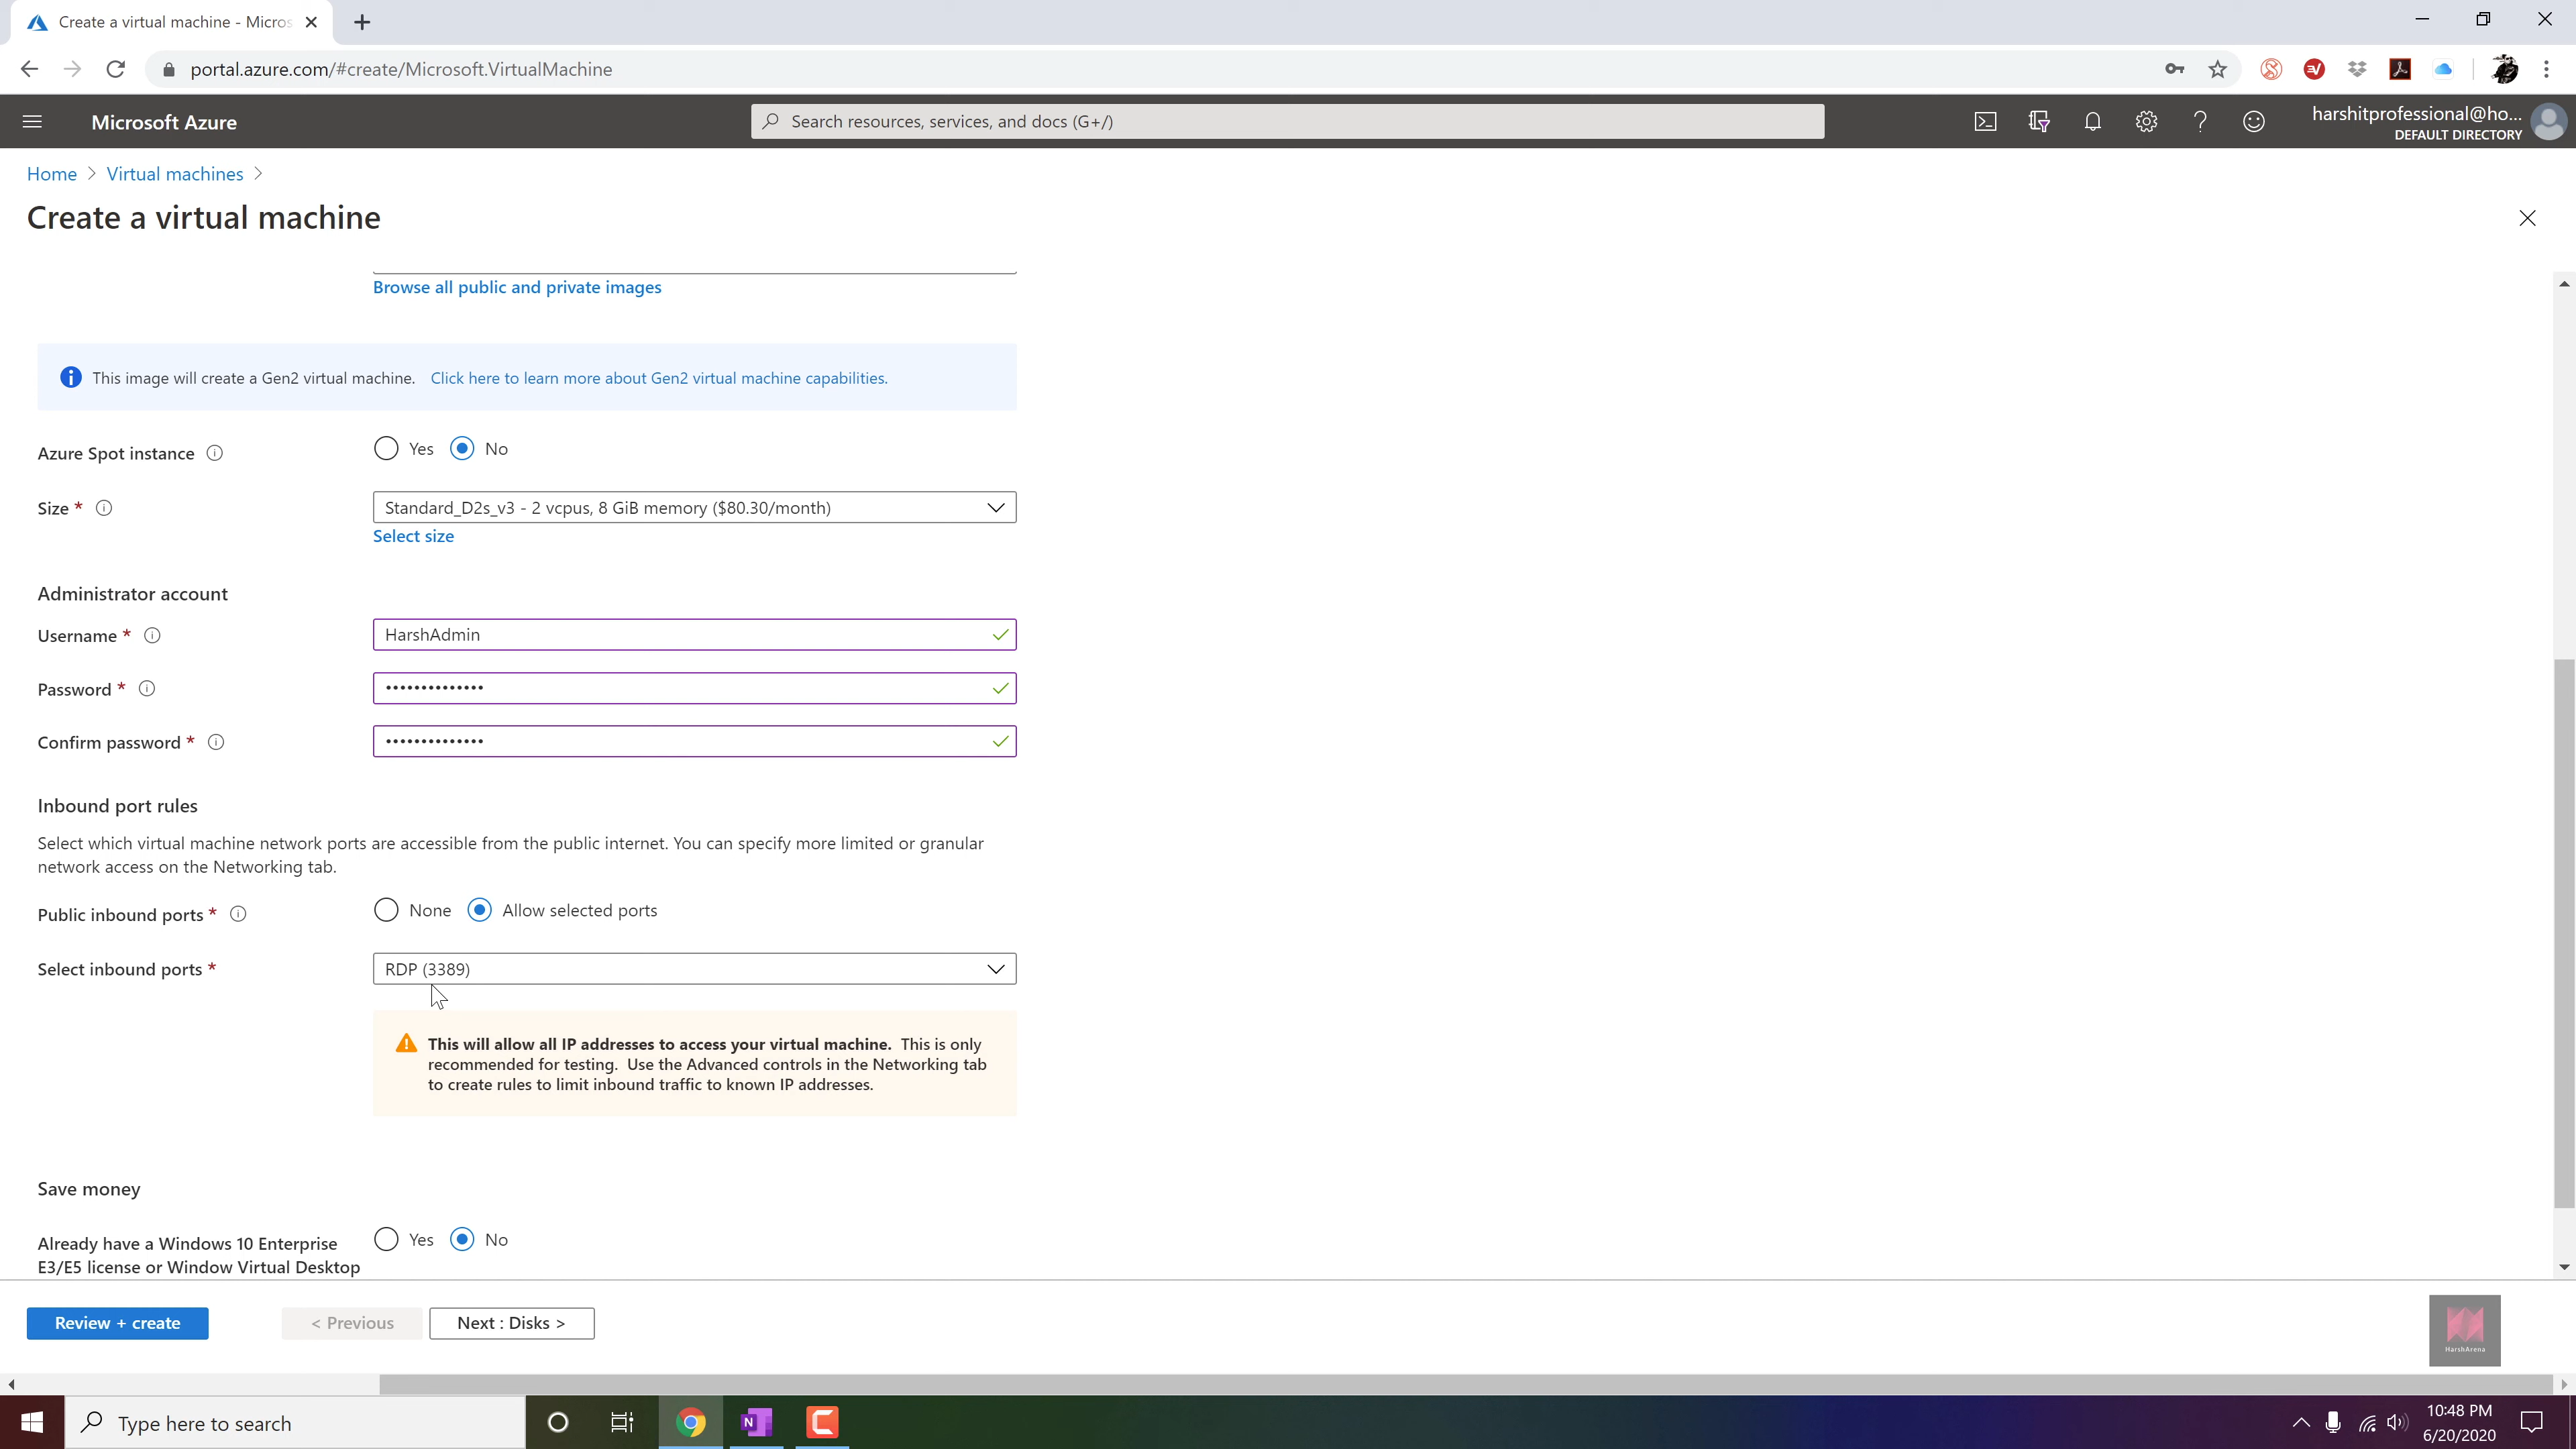 Create a virtual machine - Micros
portal.azure.com/#create/Microsoft.VirtualMachine
Microsoft Azure
Search resources, services, and docs (G+/)
harshitprofessional@ho...
DEFAULT DIRECTORY
Home > Virtual machines >
Create a virtual machine
Browse all public and private images
This image will create a Gen2 virtual machine. Click here to learn more about Gen2 virtual machine capabilities.
Azure Spot instance
Yes No
Size *
Standard_D2s_v3 - 2 vcpus, 8 GiB memory ($80.30/month)
Select size
Administrator account
Username *
HarshAdmin
Password *
••••••••••••••
Confirm password *
••••••••••••••
Inbound port rules
Select which virtual machine network ports are accessible from the public internet. You can specify more limited or granular
network access on the Networking tab.
Public inbound ports *
None Allow selected ports
Select inbound ports *
RDP (3389)
This will allow all IP addresses to access your virtual machine. This is only
recommended for testing. Use the Advanced controls in the Networking tab
to create rules to limit inbound traffic to known IP addresses.
Save money
Already have a Windows 10 Enterprise
E3/E5 license or Window Virtual Desktop
Yes No
Review + create
< Previous
Next : Disks >
HarshArena
Type here to search
10:48 PM
6/20/2020